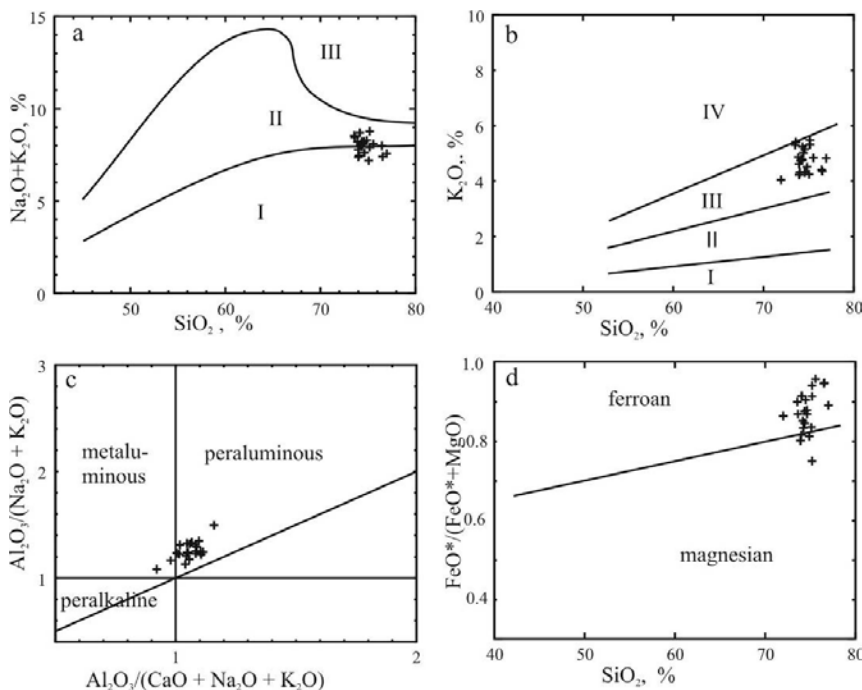 a
15
10
5
0
Na₂O+K₂O, %
III
II
I
50
60
70
80
SiO₂ , %
b
10
8
6
4
2
0
K₂O,. %
IV
III
II
I
40
50
60
70
80
SiO₂, %
c
3
2
1
Al₂O₃/(Na₂O + K₂O)
metalu-
minous
peraluminous
peralkaline
1
2
Al₂O₃/(CaO + Na₂O + K₂O)
d
1.0
0.8
0.6
0.4
FeO*/(FeO*+MgO)
ferroan
magnesian
40
50
60
70
80
SiO₂, %